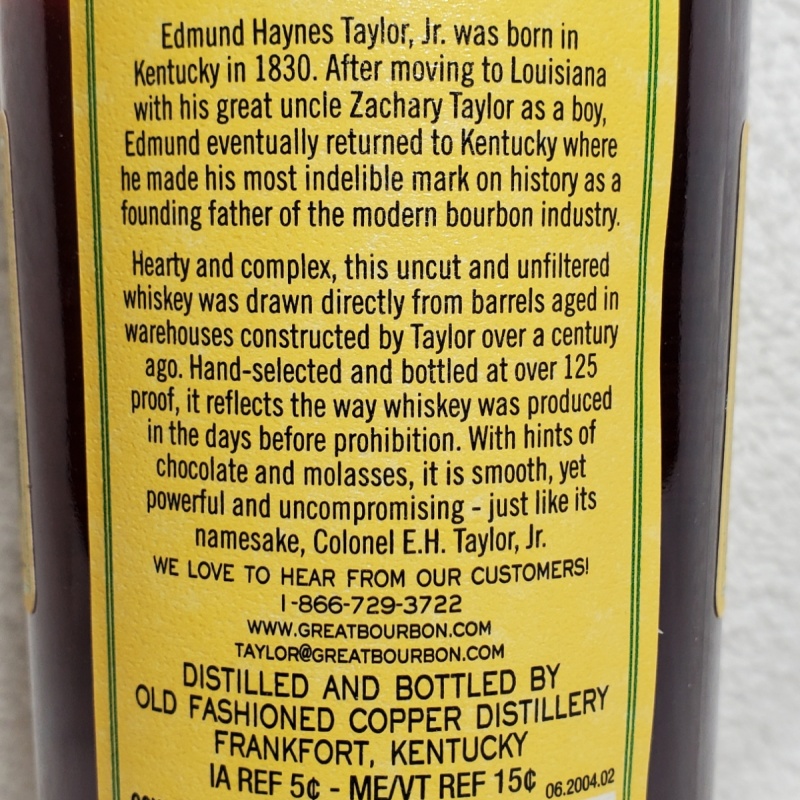 Edmund Haynes Taylor, Jr. was born in
Kentucky in 1830. After moving to Louisiana
with his great uncle Zachary Taylor as a boy,
Edmund eventually returned to Kentucky where
he made his most indelible mark on history as a
founding father of the modern bourbon industry.
Hearty and complex, this uncut and unfiltered
whiskey was drawn directly from barrels aged in
warehouses constructed by Taylor over a century
ago. Hand-selected and bottled at over 125
proof, it reflects the way whiskey was produced
in the days before prohibition. With hints of
chocolate and molasses, it is smooth, yet
powerful and uncompromising - just like its
namesake, Colonel E.H. Taylor, Jr.
WE LOVE TO HEAR FROM OUR CUSTOMERS!
1-866-729-3722
WWW.GREATBOURBON.COM
TAYLOR@GREATBOURBON.COM
DISTILLED AND BOTTLED BY
OLD FASHIONED COPPER DISTILLERY
FRANKFORT, KENTUCKY
IA REF 5¢ - ME/VT REF 15¢ 06.2004.02